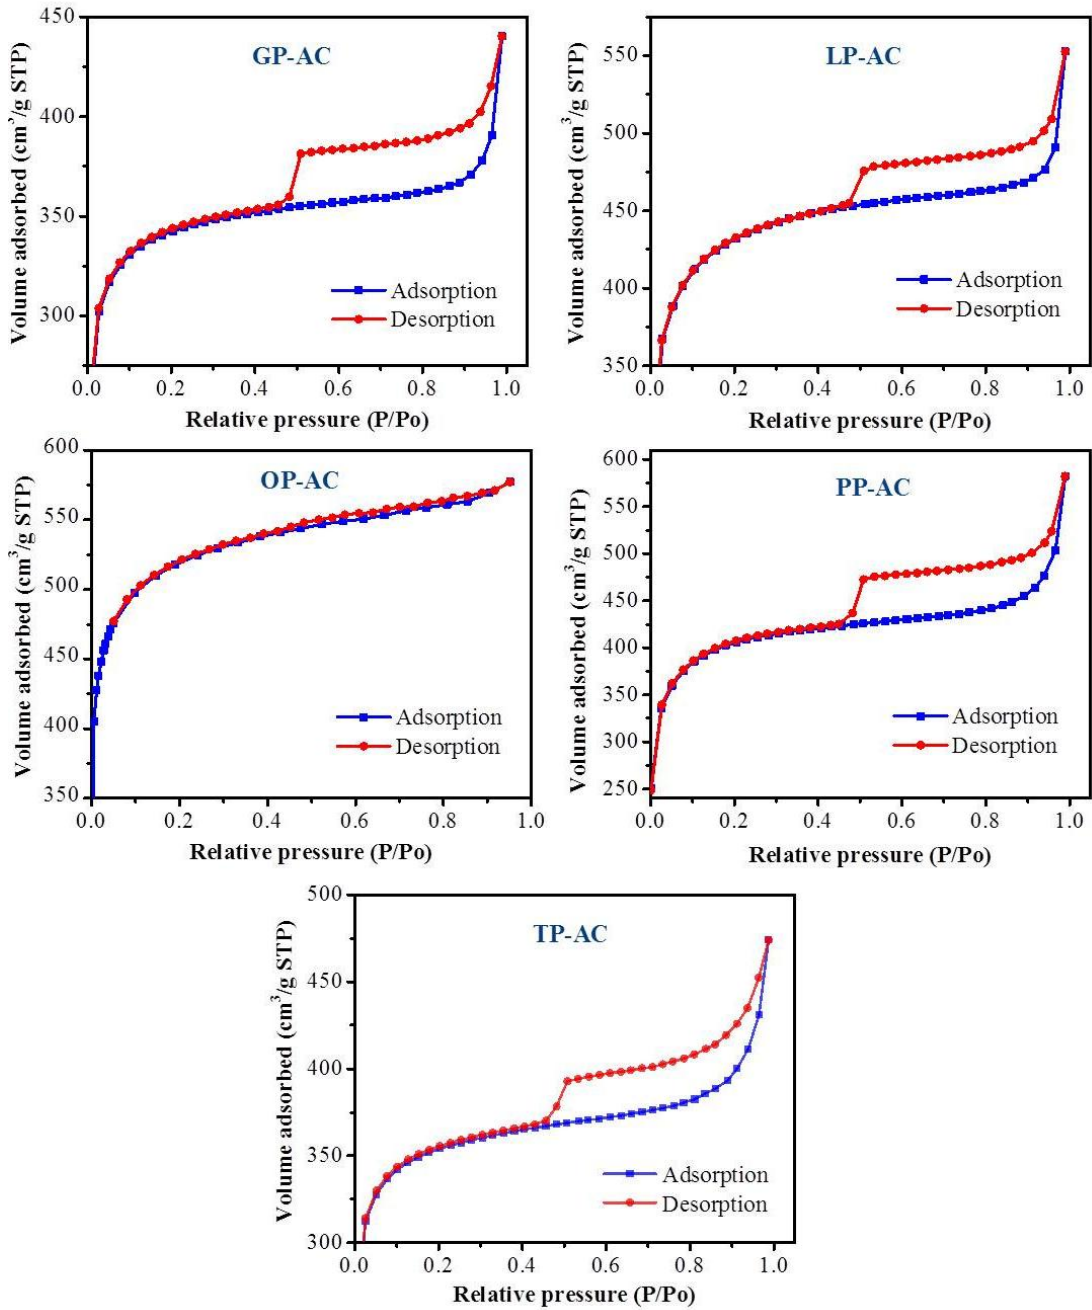 GP-AC
Volume adsorbed (cm³/g STP)
450
400
350
300
Adsorption
Desorption
0.0 0.2 0.4 0.6 0.8 1.0
Relative pressure (P/Po)
LP-AC
Volume adsorbed (cm³/g STP)
550
500
450
400
350
Adsorption
Desorption
0.0 0.2 0.4 0.6 0.8 1.0
Relative pressure (P/Po)
OP-AC
Volume adsorbed (cm³/g STP)
600
550
500
450
400
350
Adsorption
Desorption
0.0 0.2 0.4 0.6 0.8 1.0
Relative pressure (P/Po)
PP-AC
Volume adsorbed (cm³/g STP)
600
550
500
450
400
350
300
250
Adsorption
Desorption
0.0 0.2 0.4 0.6 0.8 1.0
Relative pressure (P/Po)
TP-AC
Volume adsorbed (cm³/g STP)
500
450
400
350
300
Adsorption
Desorption
0.0 0.2 0.4 0.6 0.8 1.0
Relative pressure (P/Po)